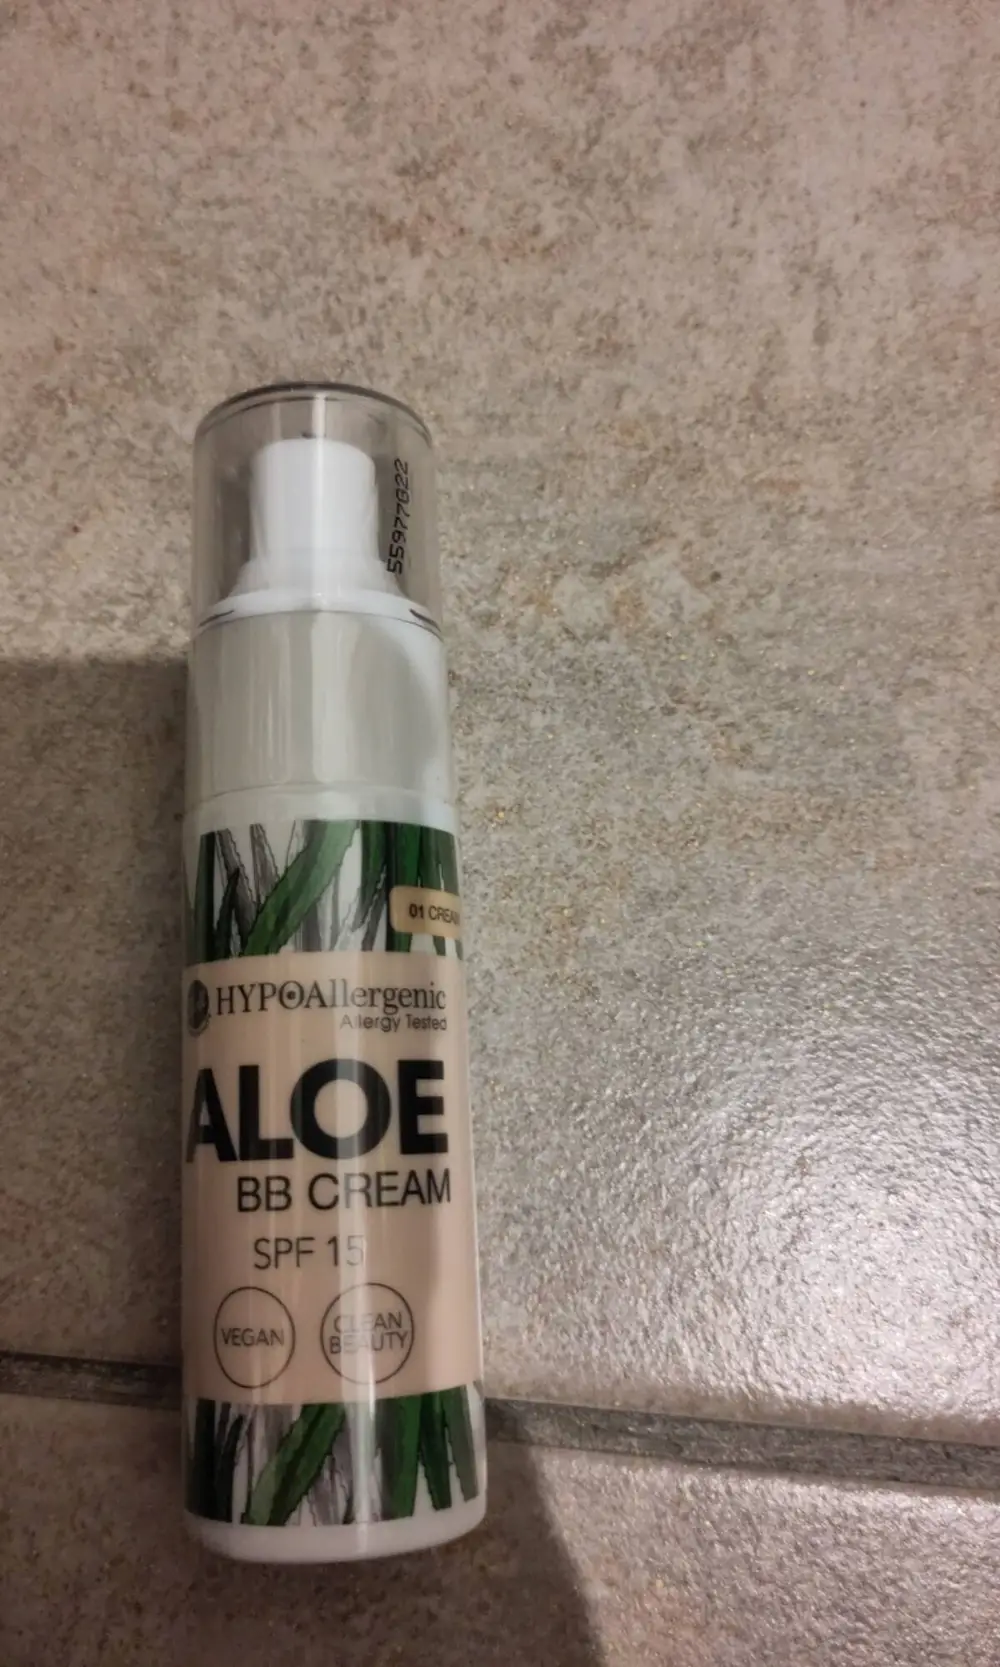 55977022
01 CREAM
HYPOAllergenic
Allergy Tested
ALOE
BB CREAM
SPF 15
VEGAN
CLEAN
BEAUTY